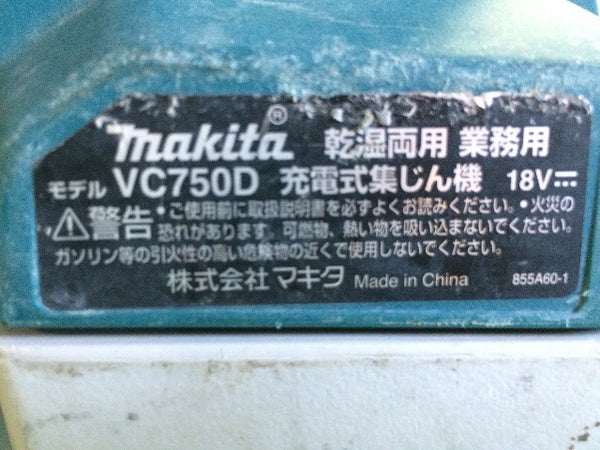 makita® 乾湿両用 業務用
モデル VC750D 充電式集じん機 18V⎓
⚠警告 •ご使用前に取扱説明書を必ずよくお読みください。•火災の
恐れがあります。可燃物、熱い物を吸い込まないでください。
ガソリン等の引火性の高い危険物の近くで使用しないでください。
株式会社マキタ Made in China 855A60-1